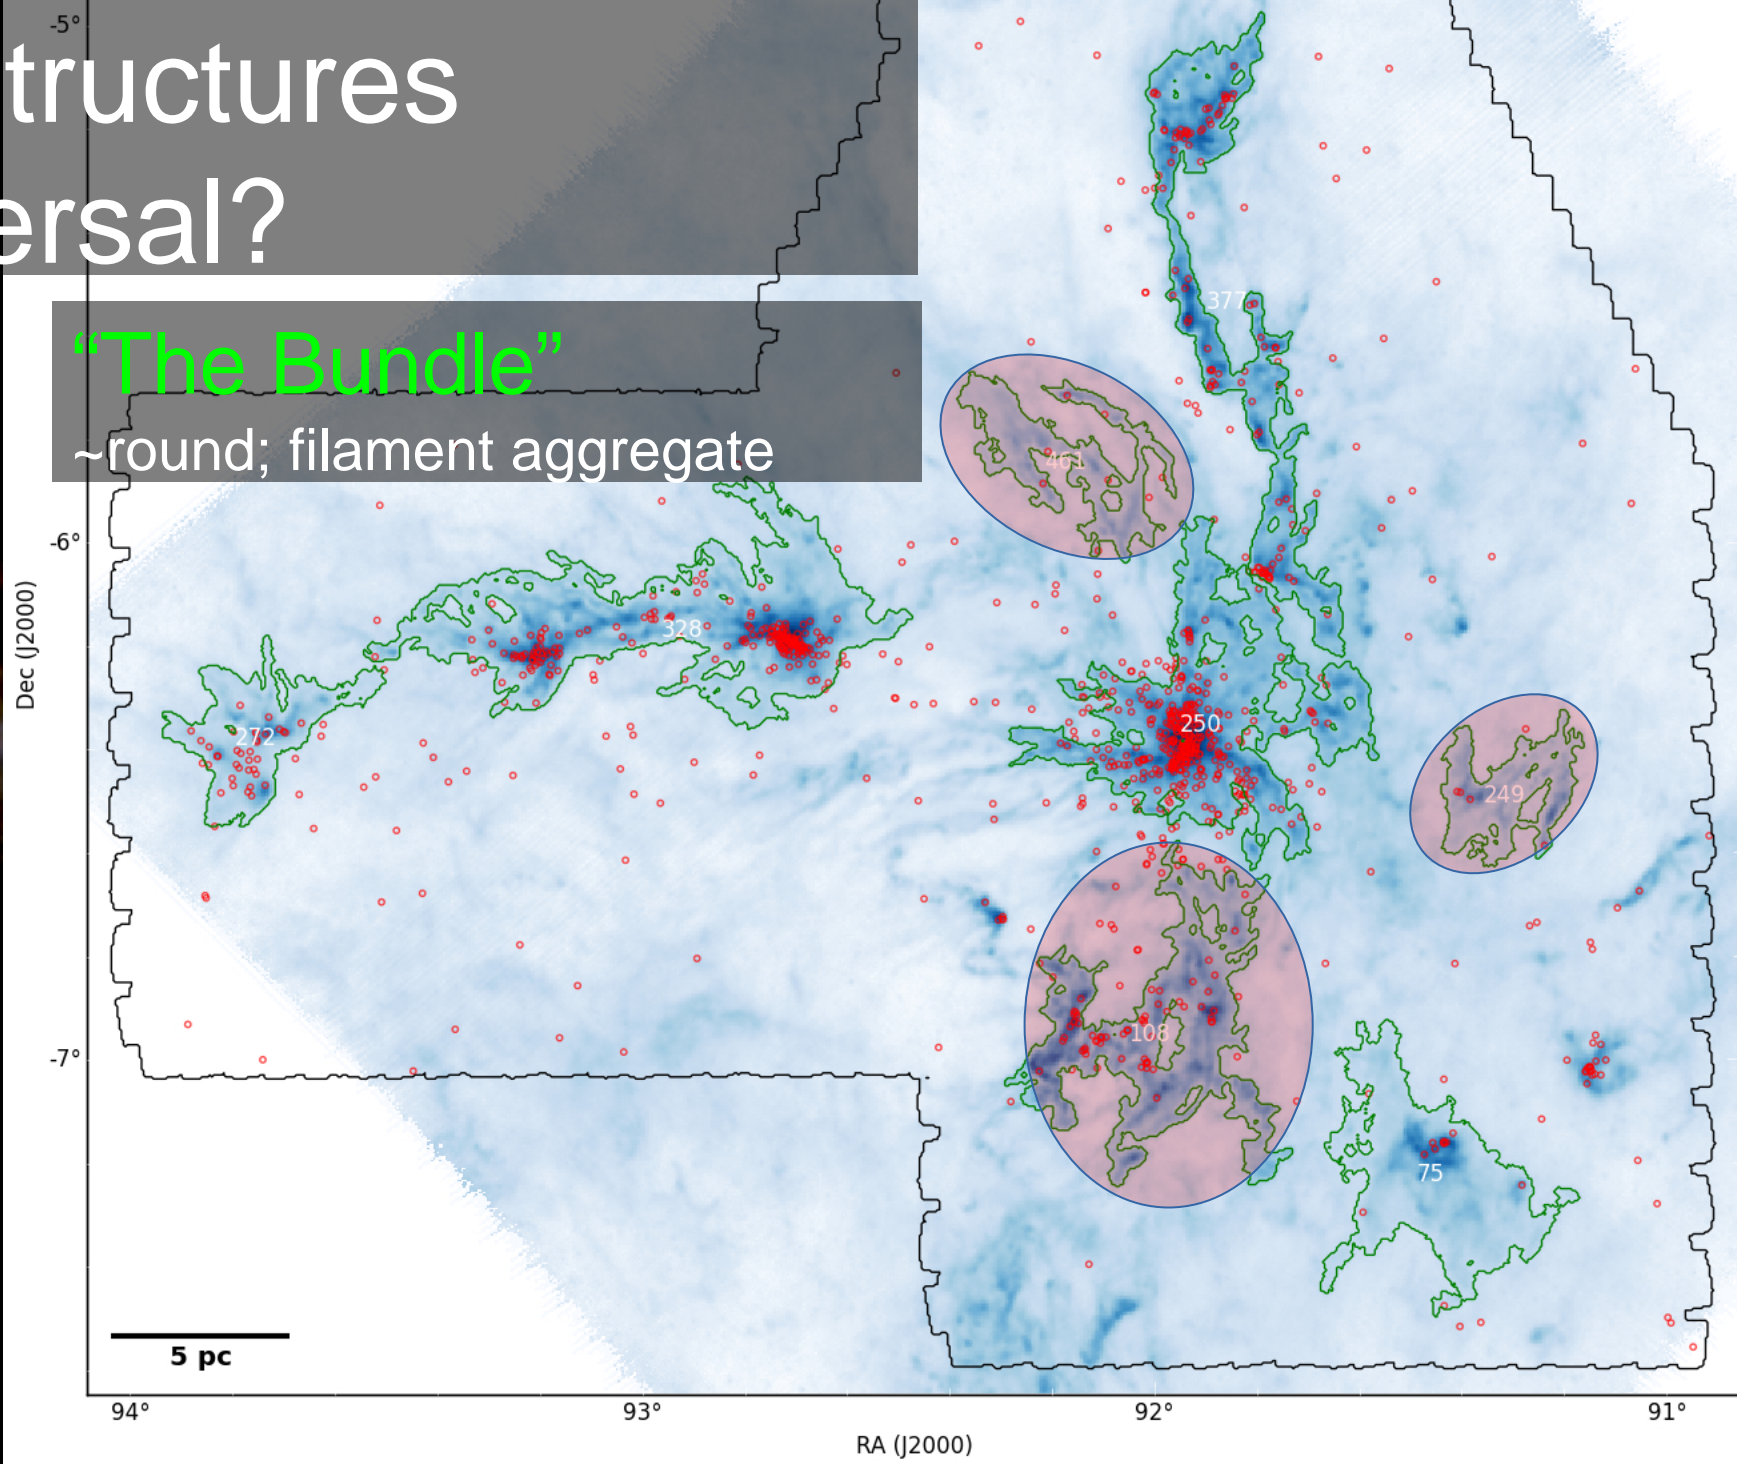 tructures
ersal?
“The Bundle”
~round; filament aggregate
-5°
377
461
-6°
328
272
250
249
108
-7°
75
5 pc
94°
93°
92°
91°
Dec (J2000)
RA (J2000)